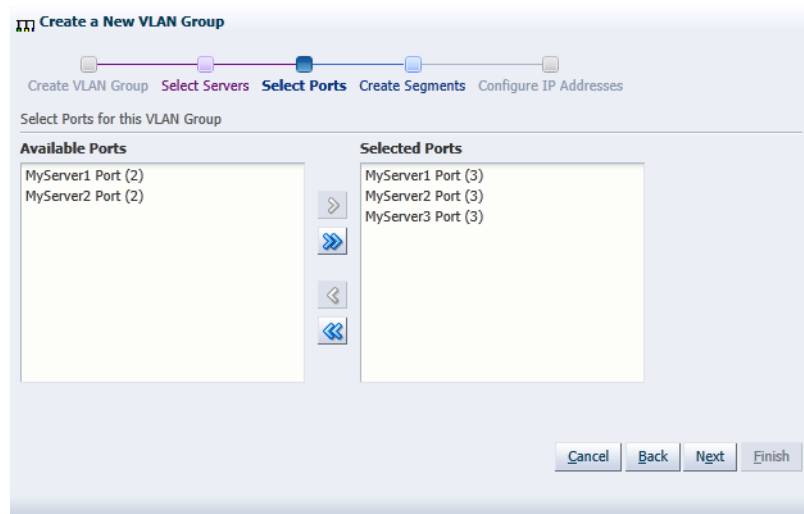 Create a New VLAN Group
Create VLAN Group Select Servers Select Ports Create Segments Configure IP Addresses
Select Ports for this VLAN Group
Available Ports
MyServer1 Port (2)
MyServer2 Port (2)
Selected Ports
MyServer1 Port (3)
MyServer2 Port (3)
MyServer3 Port (3)
Cancel Back Next Finish